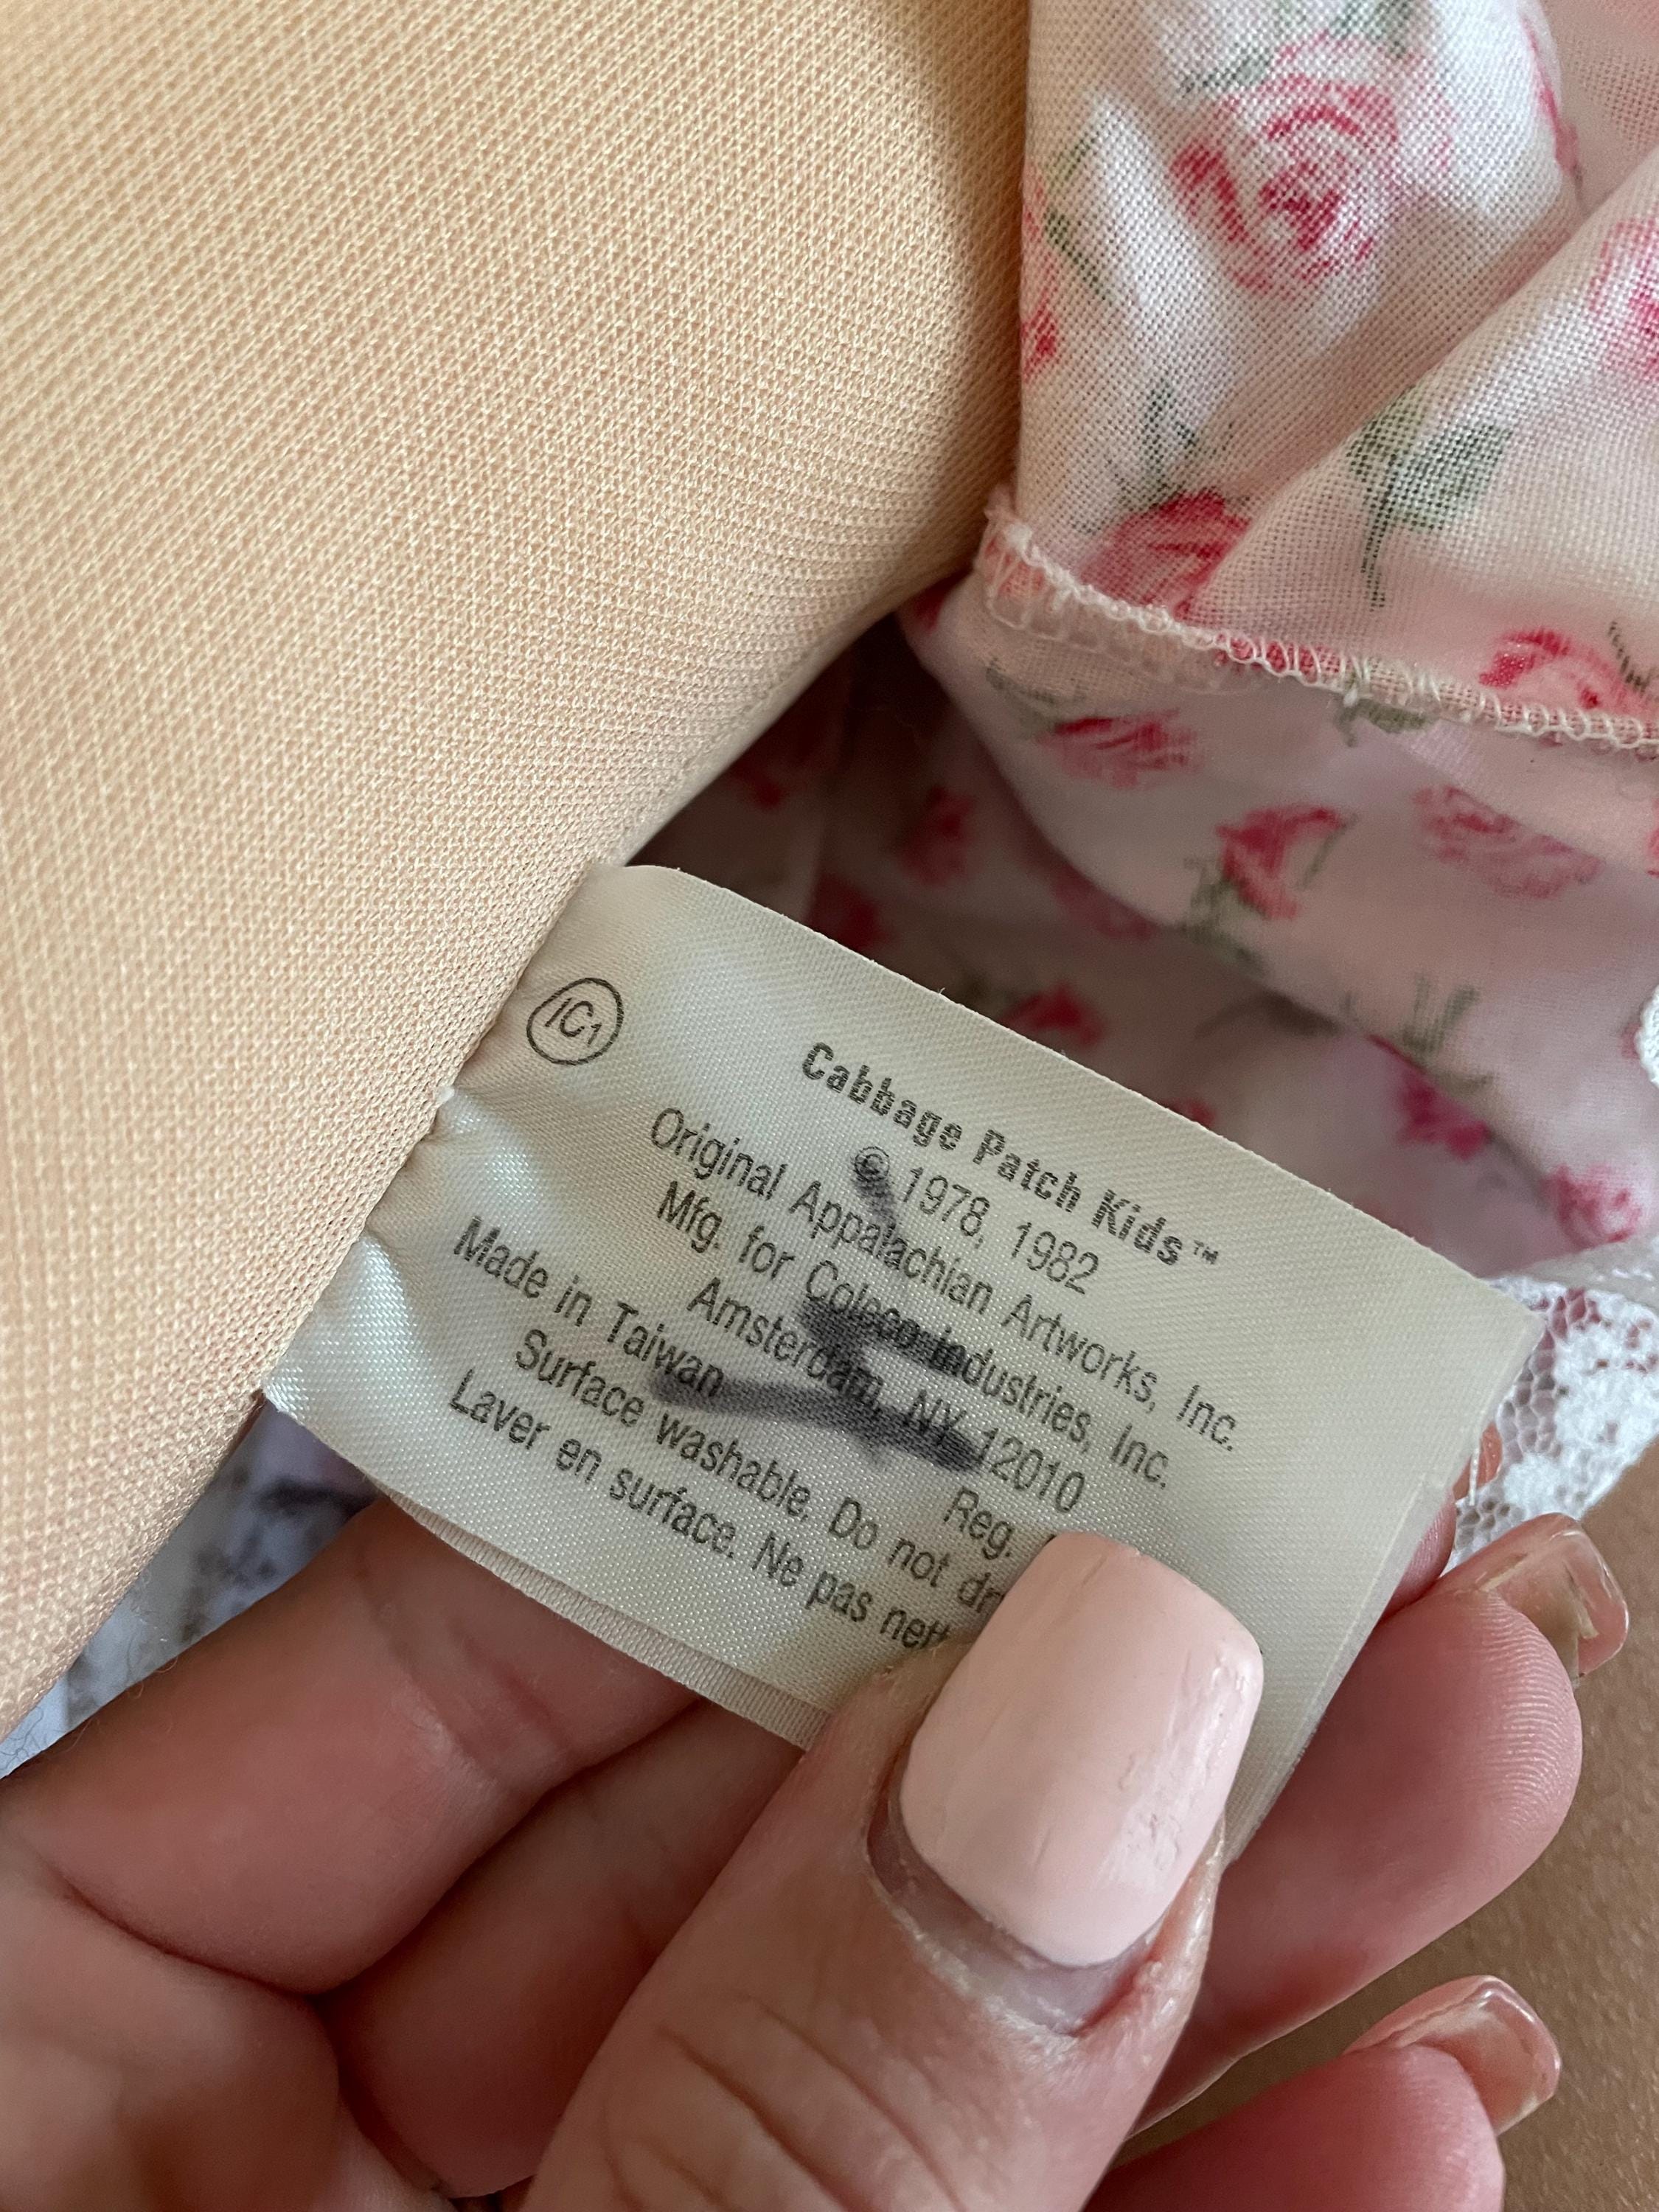 IC1
Cabbage Patch Kids™
© 1978, 1982
Original Appalachian Artworks, Inc.
Mfg. for Coleco Industries, Inc.
Amsterdam, NY 12010
Made in Taiwan Reg.
Surface washable. Do not
Laver en surface. Ne pas